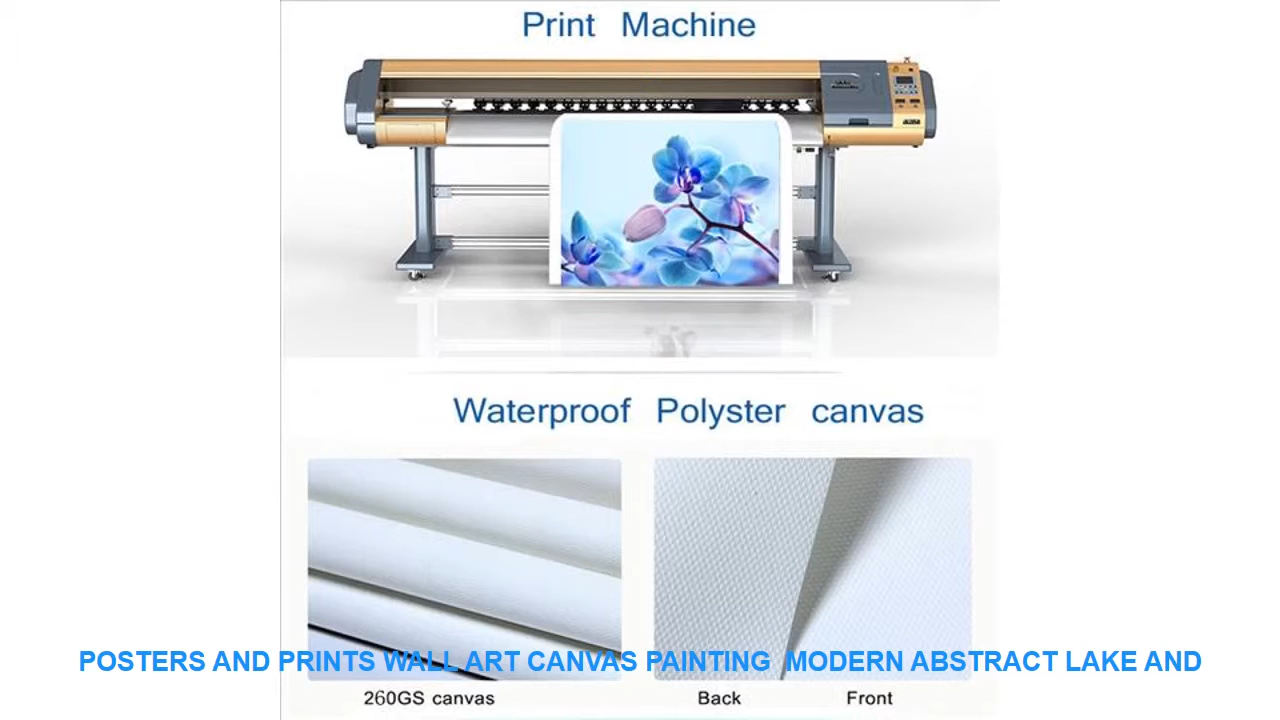 Print Machine
Waterproof Polyster canvas
POSTERS AND PRINTS WALL ART CANVAS PAINTING MODERN ABSTRACT LAKE AND
260GS canvas
Back
Front